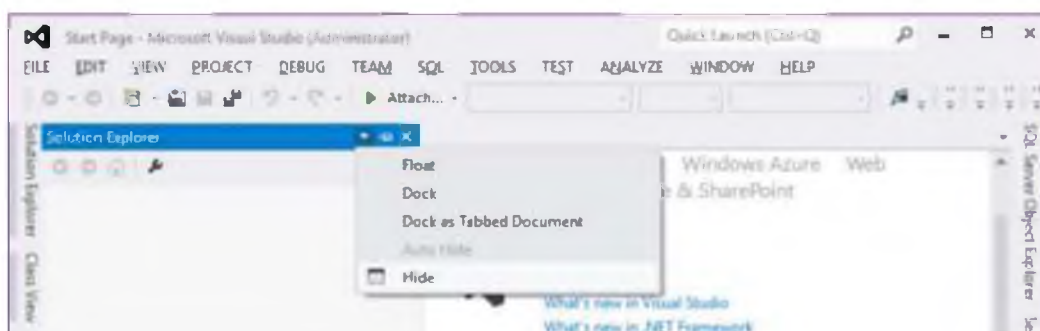 Start Page - Microsoft Visual Studio (Administrator)
Quick Launch (Ctrl+Q)
FILE EDIT VIEW PROJECT DEBUG TEAM SQL TOOLS TEST ANALYZE WINDOW HELP
Attach...
Solution Explorer
Solution Explorer
Class View
Float
Dock
Dock as Tabbed Document
Auto Hide
Hide
Windows Azure Web
& SharePoint
What's new in Visual Studio
What's new in .NET Framework
SQL Server Object Explorer